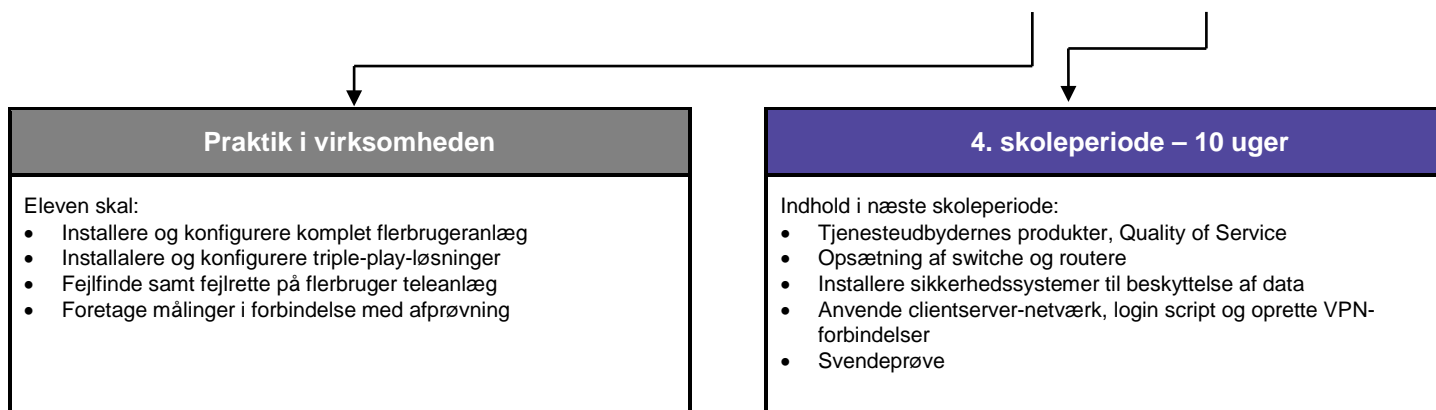 Praktik i virksomheden
Eleven skal:
• Installere og konfigurere komplet flerbrugeranlæg
• Installalere og konfigurere triple-play-løsninger
• Fejlfinde samt fejlrette på flerbruger teleanlæg
• Foretage målinger i forbindelse med afprøvning
4. skoleperiode – 10 uger
Indhold i næste skoleperiode:
• Tjenesteudbydernes produkter, Quality of Service
• Opsætning af switche og routere
• Installere sikkerhedssystemer til beskyttelse af data
• Anvende clientserver-netværk, login script og oprette VPN-
forbindelser
• Svendeprøve